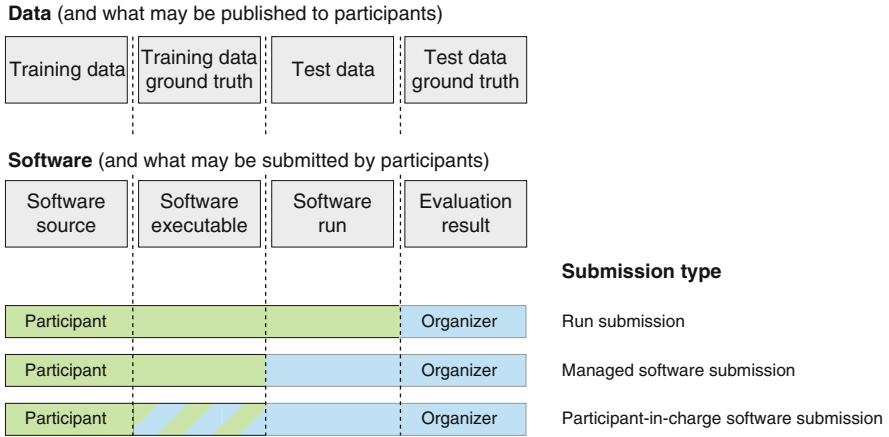 Data (and what may be published to participants)
Training data
Training data
ground truth
Test data
Test data
ground truth
Software (and what may be submitted by participants)
Software
source
Software
executable
Software
run
Evaluation
result
Submission type
Participant
Organizer
Run submission
Participant
Organizer
Managed software submission
Participant
Organizer
Participant-in-charge software submission